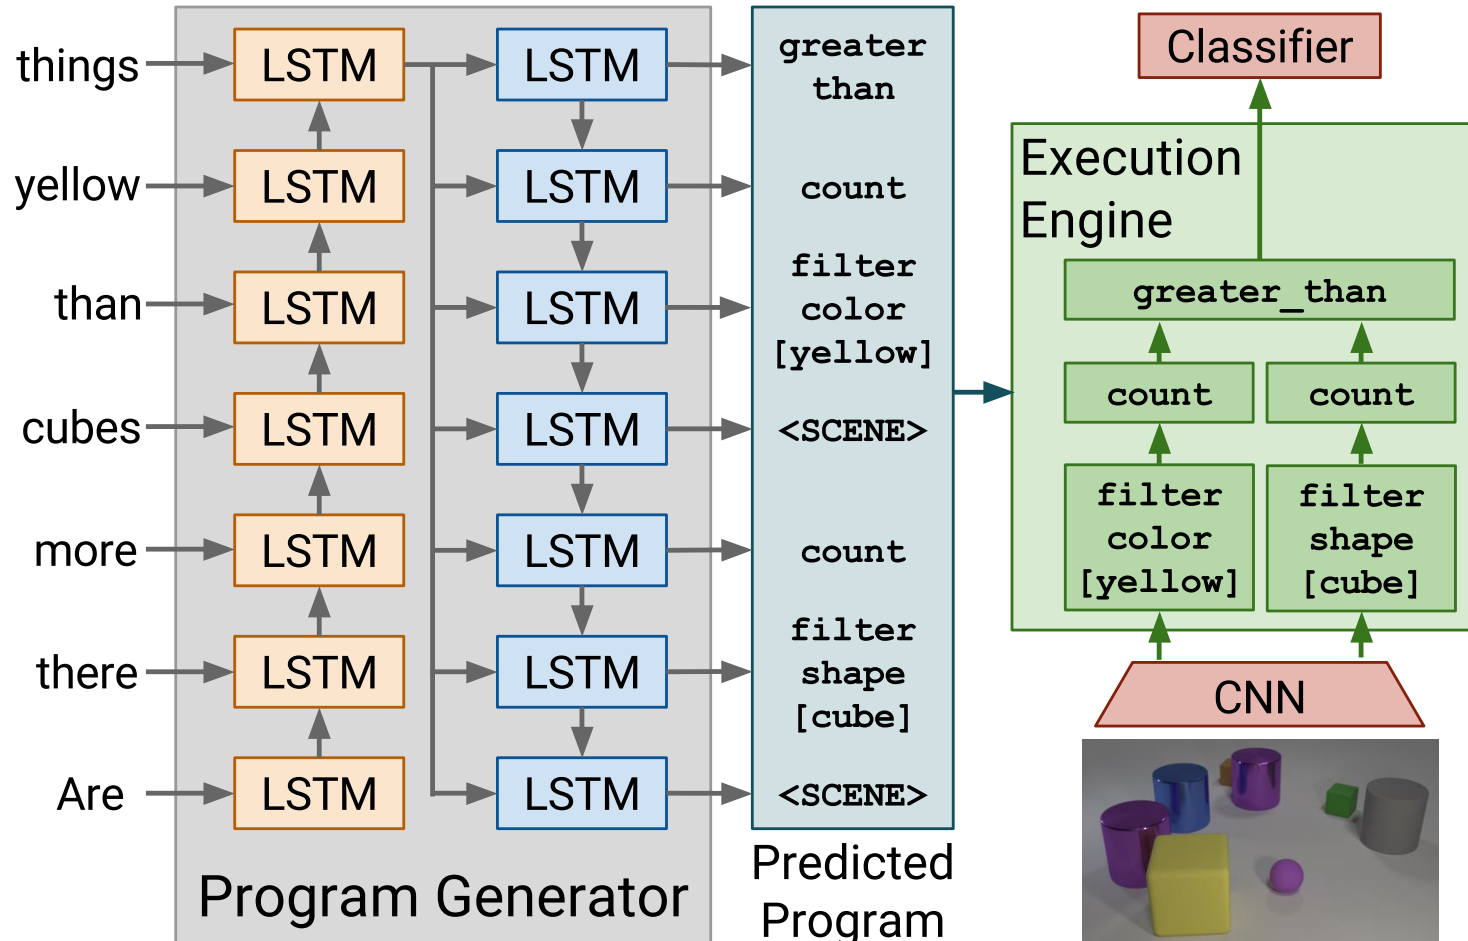 things
yellow
than
cubes
more
there
Are
LSTM
LSTM
LSTM
LSTM
LSTM
LSTM
LSTM
LSTM
LSTM
LSTM
LSTM
LSTM
LSTM
LSTM
Program Generator
greater
than
count
filter
color
[yellow]
<SCENE>
count
filter
shape
[cube]
<SCENE>
Predicted
Program
Classifier
Execution
Engine
greater_than
count
count
filter
color
[yellow]
filter
shape
[cube]
CNN